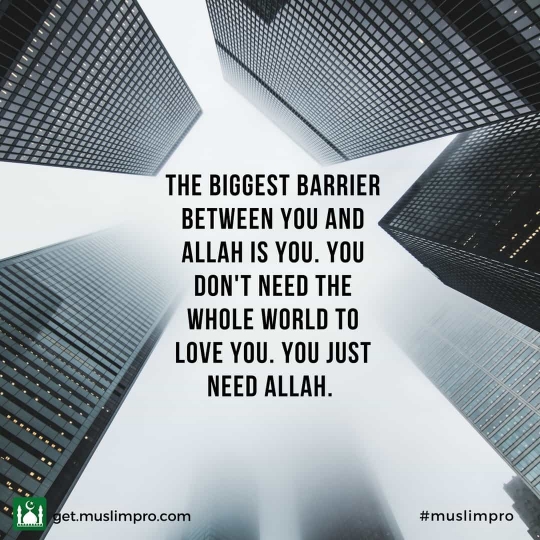 THE BIGGEST BARRIER
BETWEEN YOU AND
ALLAH IS YOU. YOU
DON'T NEED THE
WHOLE WORLD TO
LOVE YOU. YOU JUST
NEED ALLAH.
get.muslimpro.com
#muslimpro